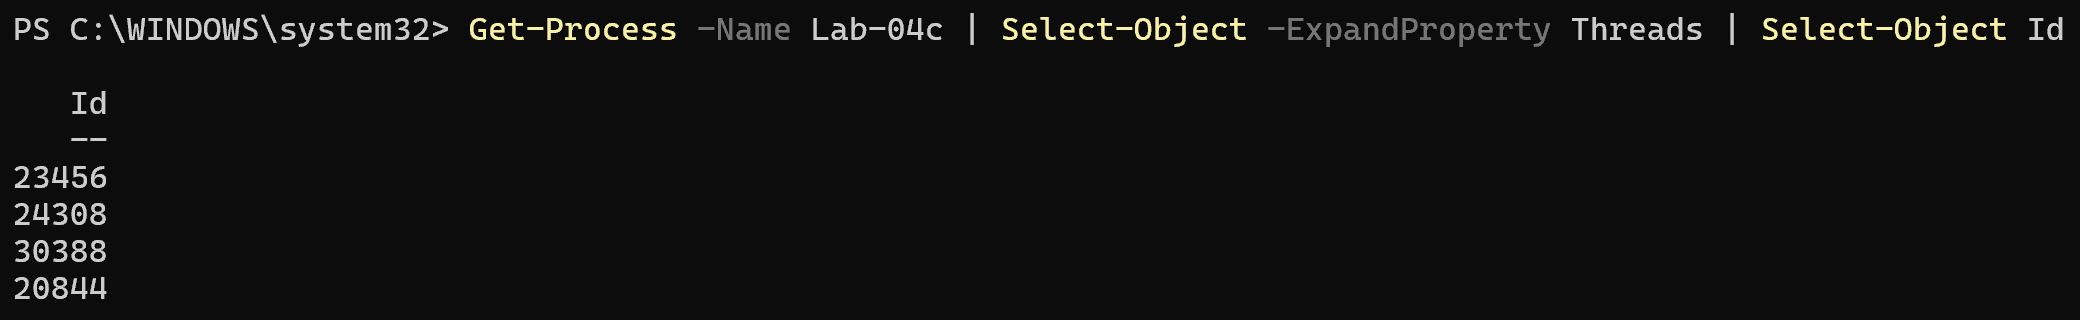 PS C:\WINDOWS\system32> Get-Process -Name Lab-04c | Select-Object -ExpandProperty Threads | Select-Object Id
Id
--
23456
24308
30388
20844